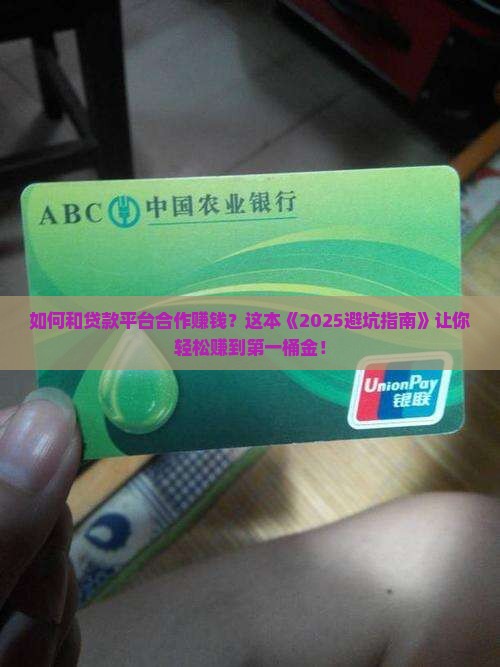 ABC 中国农业银行
如何和贷款平台合作赚钱？这本《2025避坑指南》让你
轻松赚到第一桶金！
UnionPay
银联